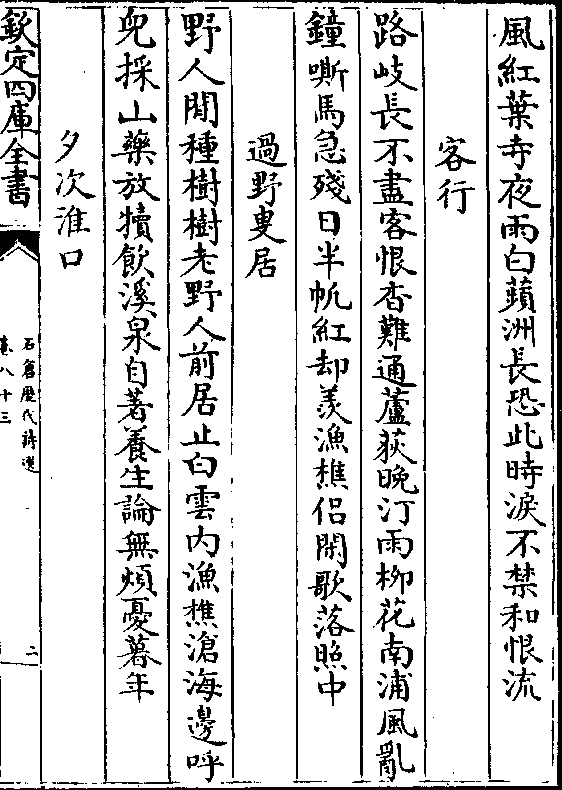 風紅葉寺夜雨白蘋洲長恐此時淚不禁和恨流
客行
路岐長不盡客恨杳難通蘆荻晚汀雨柳花南浦風亂
鐘嘶馬急殘日半帆紅却羡漁樵侣閑歌落照中
過野叟居
野人閒種樹樹老野人前居止白雲内漁樵滄海邊呼
兒採山藥放犢飲溪泉自著養生論無煩憂暮年
夕次淮口
欽定四庫全書
石倉歷代詩選
卷八十三
二